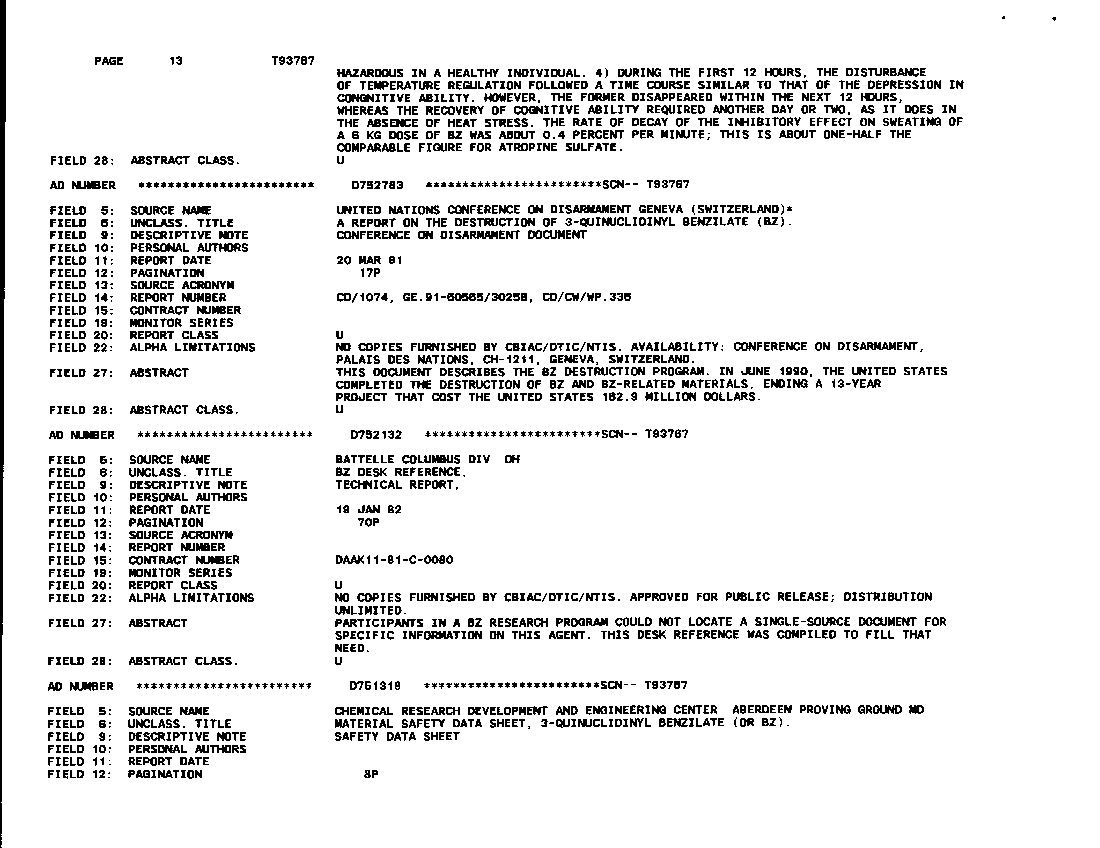 PAGE 13 T93767
HAZARDOUS IN A HEALTHY INDIVIDUAL. 4) DURING THE FIRST 12 HOURS, THE DISTURBANCE
OF TEMPERATURE REGULATION FOLLOWED A TIME COURSE SIMILAR TO THAT OF THE DEPRESSION IN
CONGNITIVE ABILITY. HOWEVER, THE FORMER DISAPPEARED WITHIN THE NEXT 12 HOURS,
WHEREAS THE RECOVERY OF COGNITIVE ABILITY REQUIRED ANOTHER DAY OR TWO, AS IT DOES IN
THE ABSENCE OF HEAT STRESS. THE RATE OF DECAY OF THE INHIBITORY EFFECT ON SWEATING OF
A 6 KG DOSE OF BZ WAS ABOUT 0.4 PERCENT PER MINUTE; THIS IS ABOUT ONE-HALF THE
COMPARABLE FIGURE FOR ATROPINE SULFATE.
FIELD 28: ABSTRACT CLASS. U
AD NUMBER ************************ D752783 ************************SCN-- T93767
FIELD 5: SOURCE NAME UNITED NATIONS CONFERENCE ON DISARMAMENT GENEVA (SWITZERLAND)*
FIELD 6: UNCLASS. TITLE A REPORT ON THE DESTRUCTION OF 3-QUINUCLIDINYL BENZILATE (BZ).
FIELD 9: DESCRIPTIVE NOTE CONFERENCE ON DISARMAMENT DOCUMENT
FIELD 10: PERSONAL AUTHORS
FIELD 11: REPORT DATE 20 MAR 91
FIELD 12: PAGINATION 17P
FIELD 13: SOURCE ACRONYM
FIELD 14: REPORT NUMBER CD/1074, GE.91-60565/30258, CD/CW/WP.336
FIELD 15: CONTRACT NUMBER
FIELD 19: MONITOR SERIES
FIELD 20: REPORT CLASS U
FIELD 22: ALPHA LIMITATIONS NO COPIES FURNISHED BY CBIAC/DTIC/NTIS. AVAILABILITY: CONFERENCE ON DISARMAMENT,
PALAIS DES NATIONS, CH-1211, GENEVA, SWITZERLAND.
FIELD 27: ABSTRACT THIS DOCUMENT DESCRIBES THE BZ DESTRUCTION PROGRAM. IN JUNE 1990, THE UNITED STATES
COMPLETED THE DESTRUCTION OF BZ AND BZ-RELATED MATERIALS, ENDING A 13-YEAR
PROJECT THAT COST THE UNITED STATES 162.9 MILLION DOLLARS.
FIELD 28: ABSTRACT CLASS. U
AD NUMBER ************************ D752132 ************************SCN-- T93767
FIELD 5: SOURCE NAME BATTELLE COLUMBUS DIV OH
FIELD 6: UNCLASS. TITLE BZ DESK REFERENCE.
FIELD 9: DESCRIPTIVE NOTE TECHNICAL REPORT,
FIELD 10: PERSONAL AUTHORS
FIELD 11: REPORT DATE 19 JAN 82
FIELD 12: PAGINATION 70P
FIELD 13: SOURCE ACRONYM
FIELD 14: REPORT NUMBER
FIELD 15: CONTRACT NUMBER DAAK11-81-C-0080
FIELD 19: MONITOR SERIES
FIELD 20: REPORT CLASS U
FIELD 22: ALPHA LIMITATIONS NO COPIES FURNISHED BY CBIAC/DTIC/NTIS. APPROVED FOR PUBLIC RELEASE; DISTRIBUTION
UNLIMITED.
FIELD 27: ABSTRACT PARTICIPANTS IN A BZ RESEARCH PROGRAM COULD NOT LOCATE A SINGLE-SOURCE DOCUMENT FOR
SPECIFIC INFORMATION ON THIS AGENT. THIS DESK REFERENCE WAS COMPILED TO FILL THAT
NEED.
FIELD 28: ABSTRACT CLASS. U
AD NUMBER ************************ D751319 ************************SCN-- T93767
FIELD 5: SOURCE NAME CHEMICAL RESEARCH DEVELOPMENT AND ENGINEERING CENTER ABERDEEN PROVING GROUND MD
FIELD 6: UNCLASS. TITLE MATERIAL SAFETY DATA SHEET, 3-QUINUCLIDINYL BENZILATE (OR BZ).
FIELD 9: DESCRIPTIVE NOTE SAFETY DATA SHEET
FIELD 10: PERSONAL AUTHORS
FIELD 11: REPORT DATE
FIELD 12: PAGINATION 8P